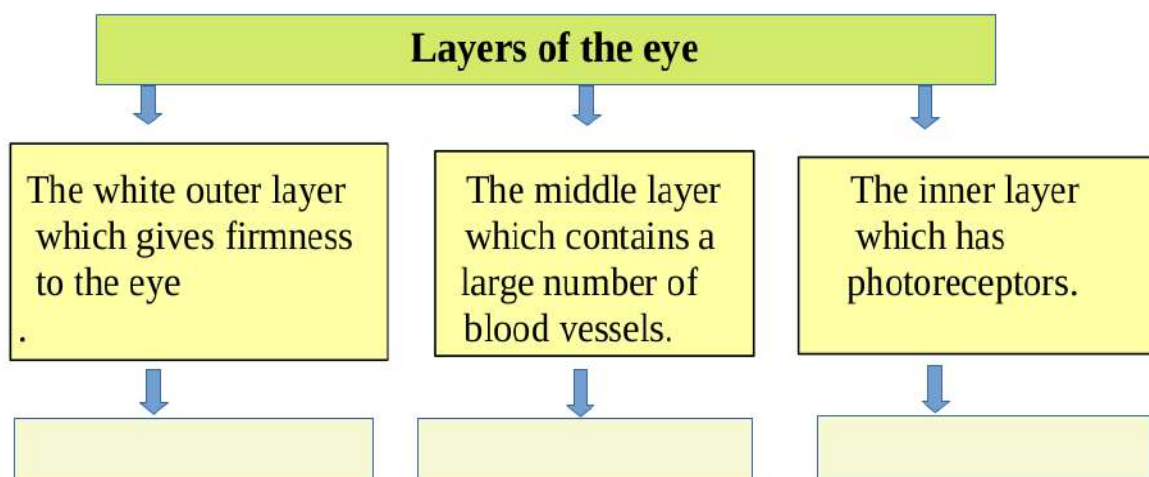 Layers of the eye
The white outer layer
which gives firmness
to the eye
.
The middle layer
which contains a
large number of
blood vessels.
The inner layer
which has
photoreceptors.